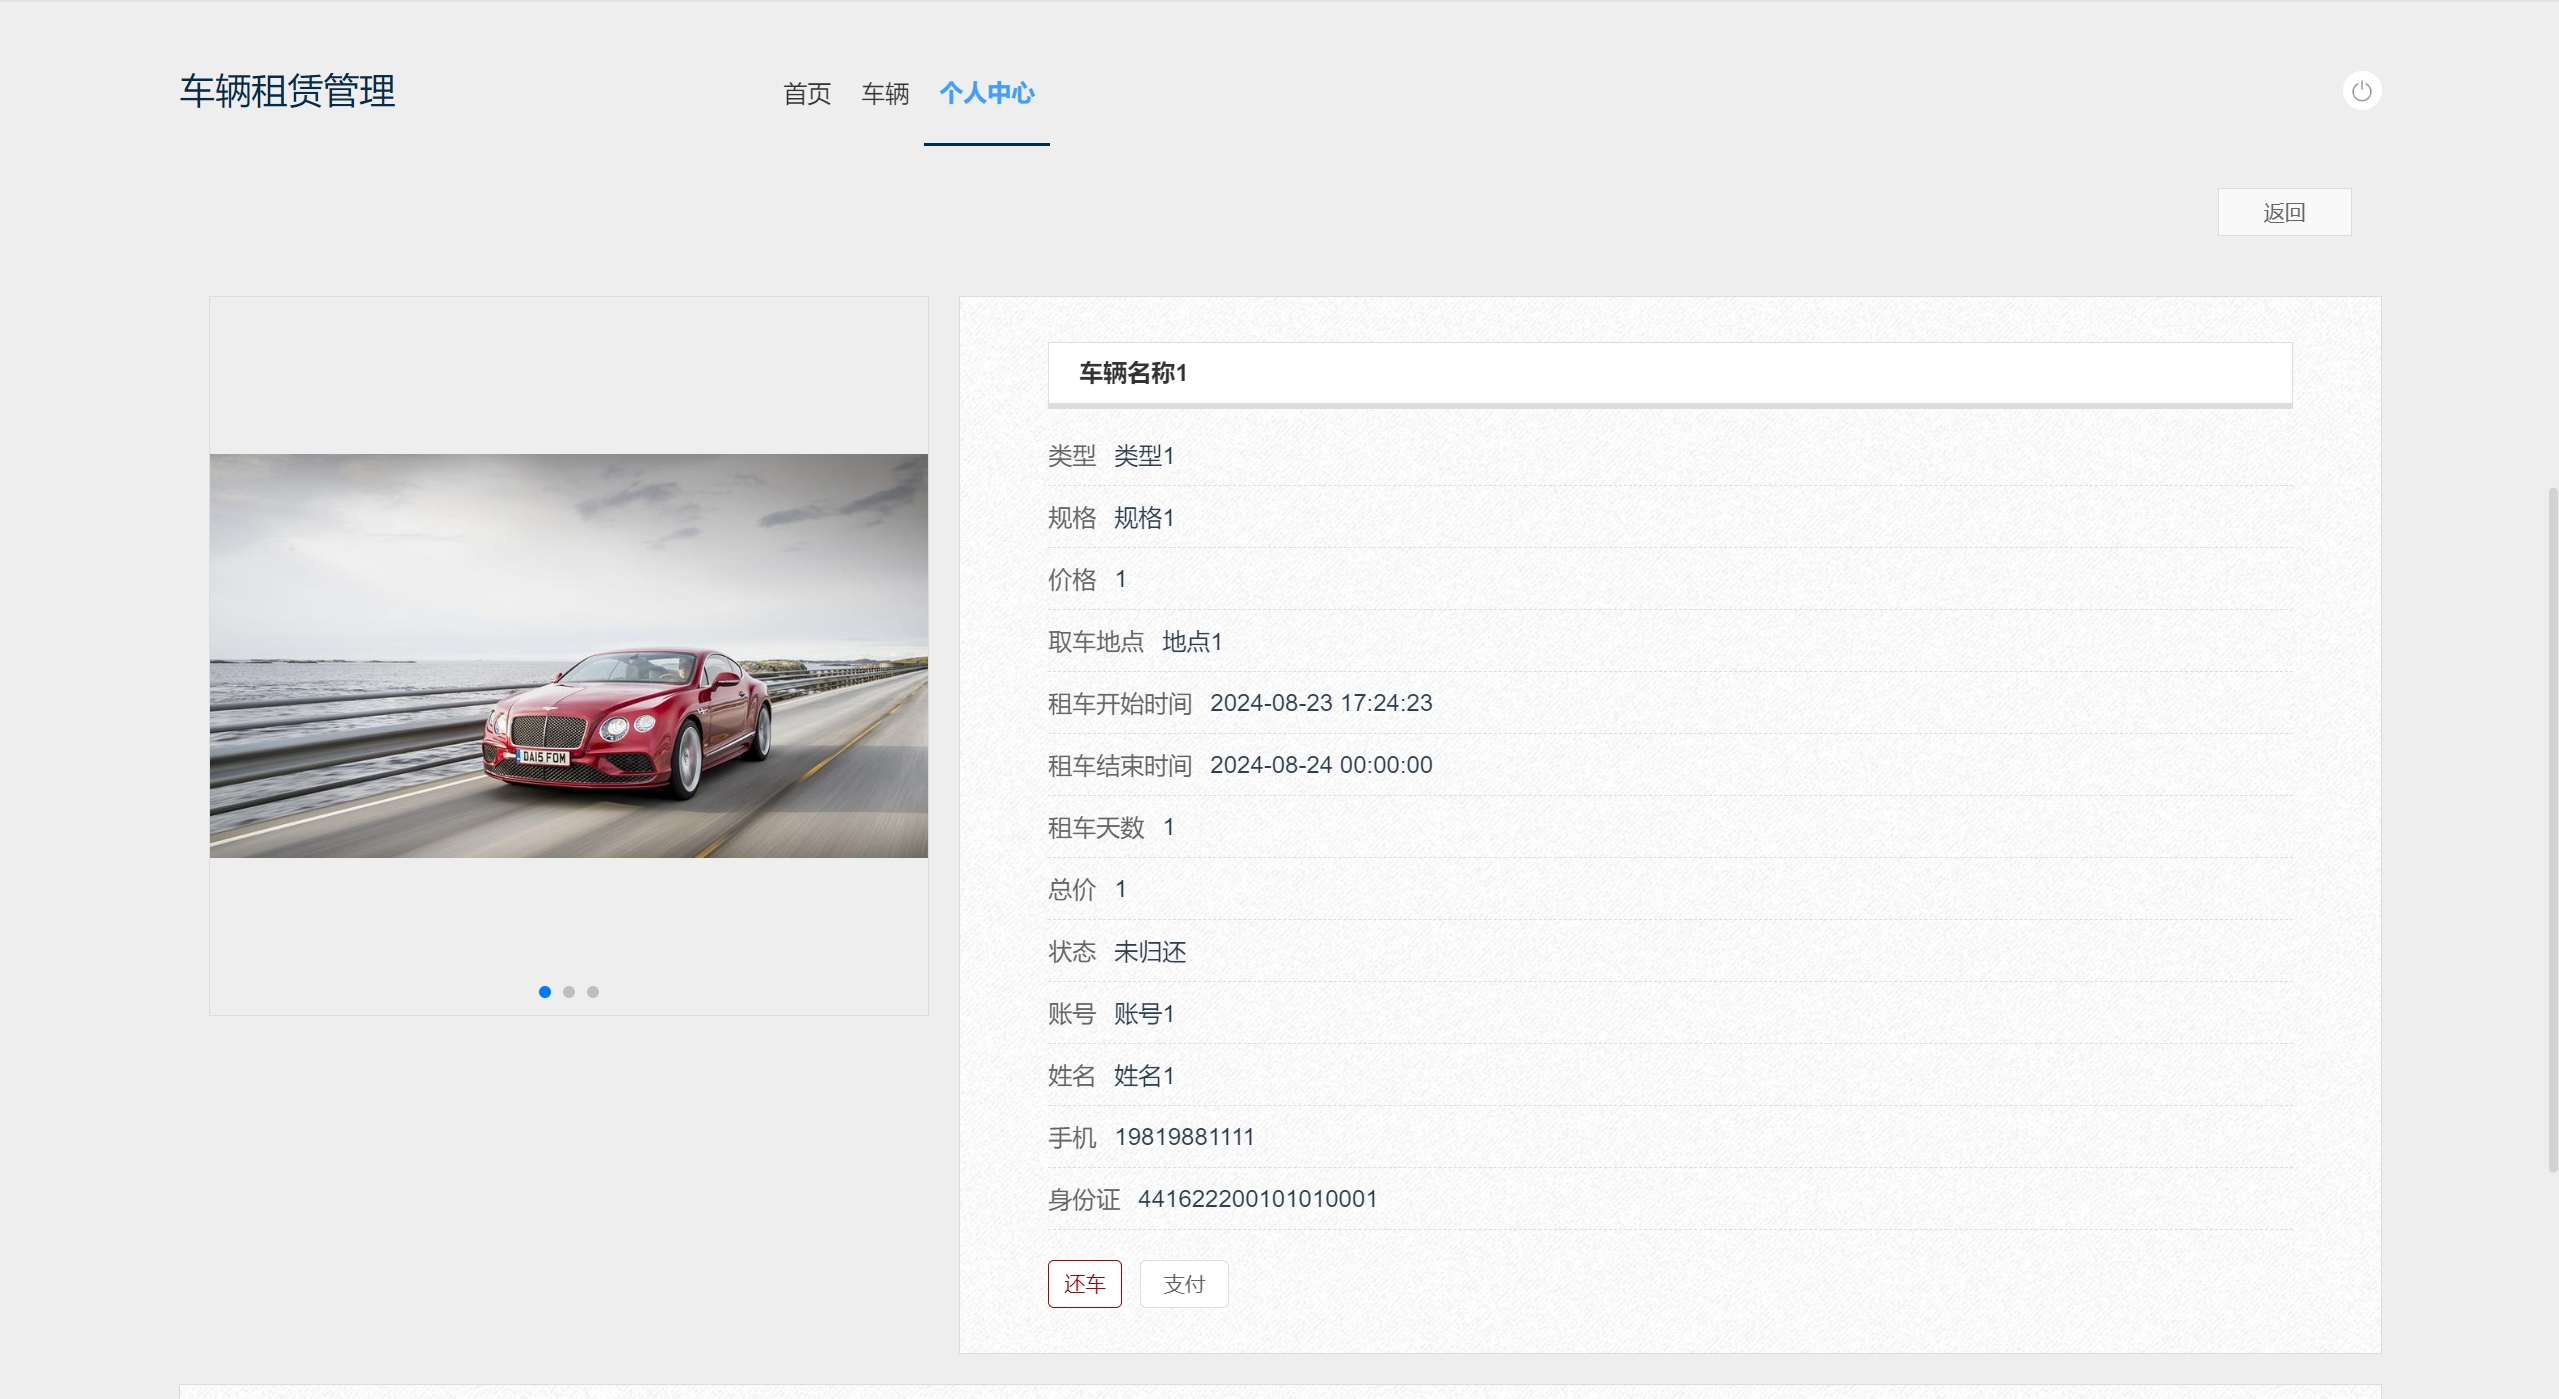 车辆租赁管理
首页 车辆 个人中心
返回
车辆名称1
类型 类型1
规格 规格1
价格 1
取车地点 地点1
租车开始时间 2024-08-23 17:24:23
租车结束时间 2024-08-24 00:00:00
租车天数 1
总价 1
状态 未归还
账号 账号1
姓名 姓名1
手机 19819881111
身份证 441622200101010001
还车 支付
DA15 FOM